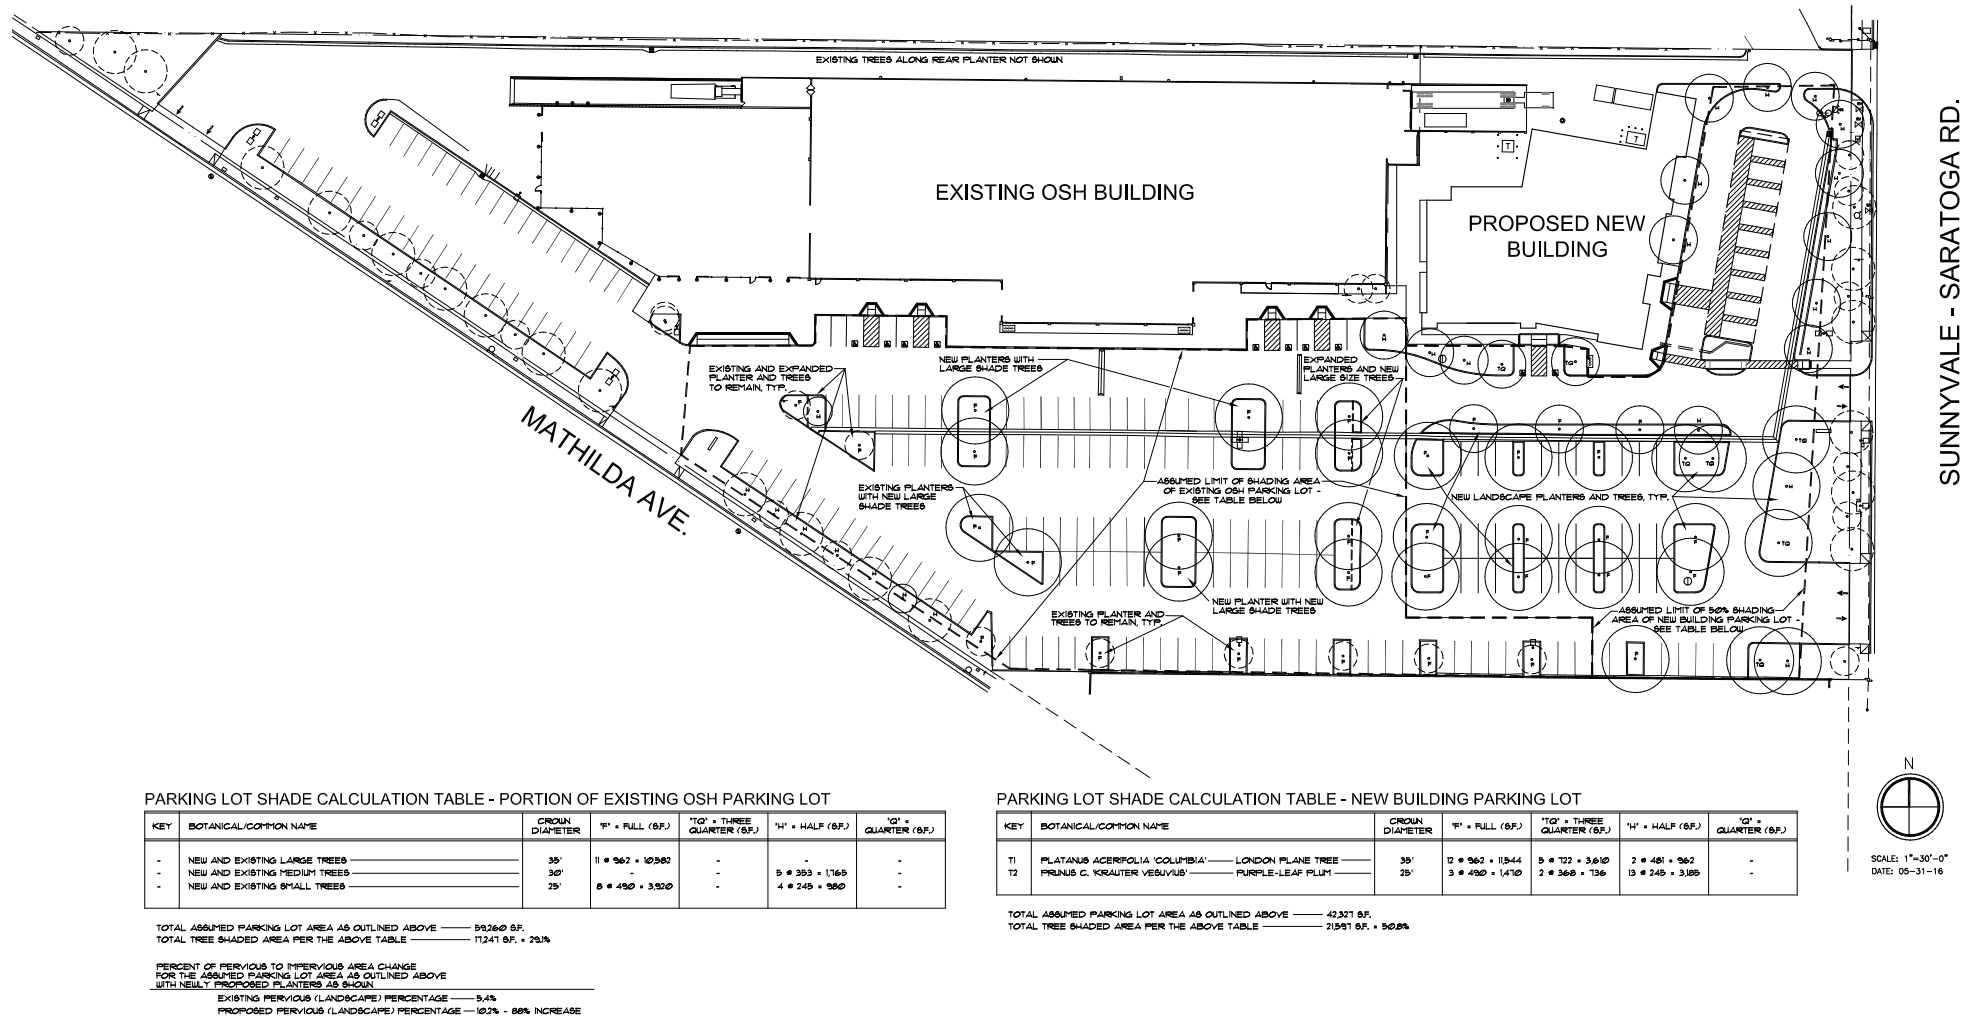 EXISTING TREES ALONG REAR PLANTER NOT SHOWN
EXISTING OSH BUILDING
PROPOSED NEW
BUILDING
SUNNYVALE - SARATOGA RD.
MATHILDA AVE.
EXISTING AND EXPANDED
PLANTER AND TREES
TO REMAIN, TYP.
NEW PLANTERS WITH
LARGE SHADE TREES
EXPANDED
PLANTERS AND NEW
LARGE SIZE TREES
EXISTING PLANTERS
WITH NEW LARGE
SHADE TREES
ASSUMED LIMIT OF SHADING AREA
OF EXISTING OSH PARKING LOT -
SEE TABLE BELOW
NEW LANDSCAPE PLANTERS AND TREES, TYP.
NEW PLANTER WITH NEW
LARGE SHADE TREES
EXISTING PLANTER AND
TREES TO REMAIN, TYP.
ASSUMED LIMIT OF 50% SHADING
AREA OF NEW BUILDING PARKING LOT -
SEE TABLE BELOW
PARKING LOT SHADE CALCULATION TABLE - PORTION OF EXISTING OSH PARKING LOT
KEY BOTANICAL/COMMON NAME CROWN DIAMETER "F" = FULL (S.F.) "TQ" = THREE QUARTER (S.F.) "H" = HALF (S.F.) "Q" = QUARTER (S.F.)
- NEW AND EXISTING LARGE TREES 35' 11 @ 962 = 10,582 - - -
- NEW AND EXISTING MEDIUM TREES 30' - - 5 @ 353 = 1,765 -
- NEW AND EXISTING SMALL TREES 25' 8 @ 490 = 3,920 - 4 @ 245 = 980 -
TOTAL ASSUMED PARKING LOT AREA AS OUTLINED ABOVE 59,260 S.F.
TOTAL TREE SHADED AREA PER THE ABOVE TABLE 17,247 S.F. = 29.1%
PERCENT OF PERVIOUS TO IMPERVIOUS AREA CHANGE
FOR THE ASSUMED PARKING LOT AREA AS OUTLINED ABOVE
WITH NEWLY PROPOSED PLANTERS AS SHOWN
EXISTING PERVIOUS (LANDSCAPE) PERCENTAGE 5.4%
PROPOSED PERVIOUS (LANDSCAPE) PERCENTAGE 10.2% - 88% INCREASE
PARKING LOT SHADE CALCULATION TABLE - NEW BUILDING PARKING LOT
KEY BOTANICAL/COMMON NAME CROWN DIAMETER "F" = FULL (S.F.) "TQ" = THREE QUARTER (S.F.) "H" = HALF (S.F.) "Q" = QUARTER (S.F.)
T1 PLATANUS ACERIFOLIA 'COLUMBIA' LONDON PLANE TREE 35' 12 @ 962 = 11,544 5 @ 722 = 3,610 2 @ 481 = 962 -
T2 PRUNUS C. 'KRAUTER VESUVIUS' PURPLE-LEAF PLUM 25' 3 @ 490 = 1,470 2 @ 368 = 736 13 @ 245 = 3,185 -
TOTAL ASSUMED PARKING LOT AREA AS OUTLINED ABOVE 42,327 S.F.
TOTAL TREE SHADED AREA PER THE ABOVE TABLE 21,597 S.F. = 50.8%
N
SCALE: 1"=30'-0"
DATE: 05-31-16